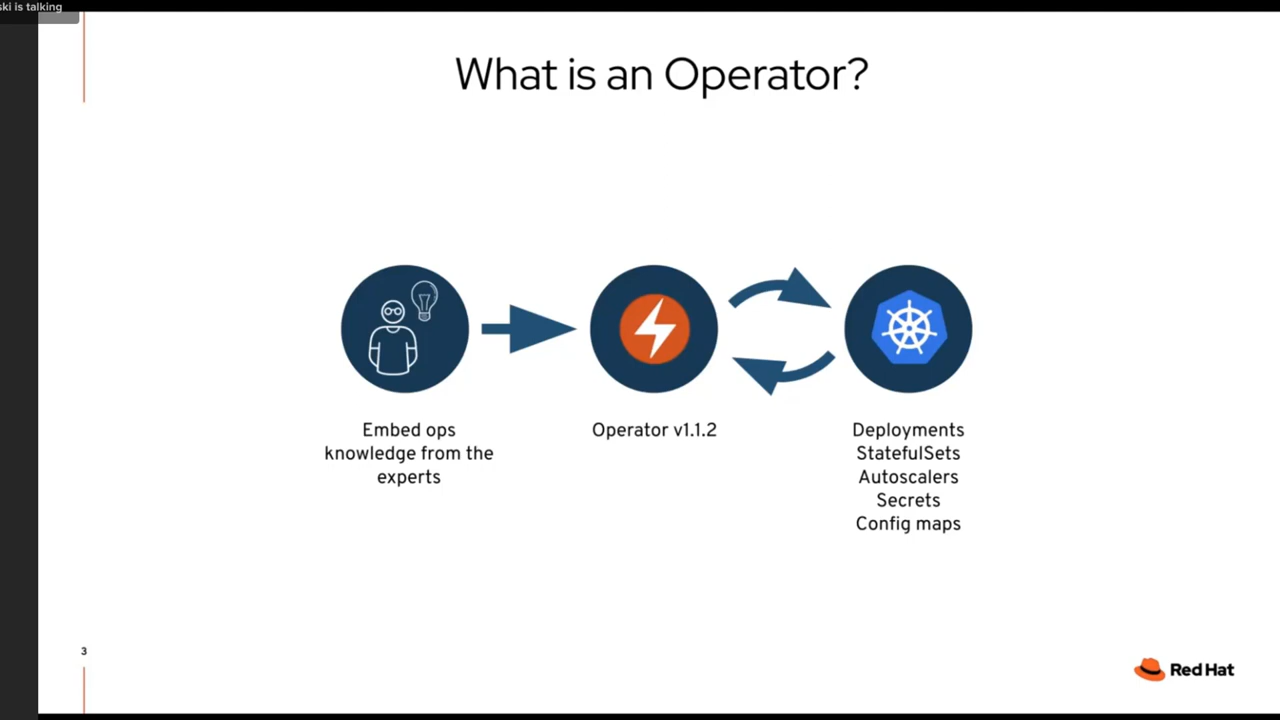 ski is talking
What is an Operator?
Embed ops
knowledge from the
experts
Operator v1.1.2
Deployments
StatefulSets
Autoscalers
Secrets
Config maps
3
Red Hat